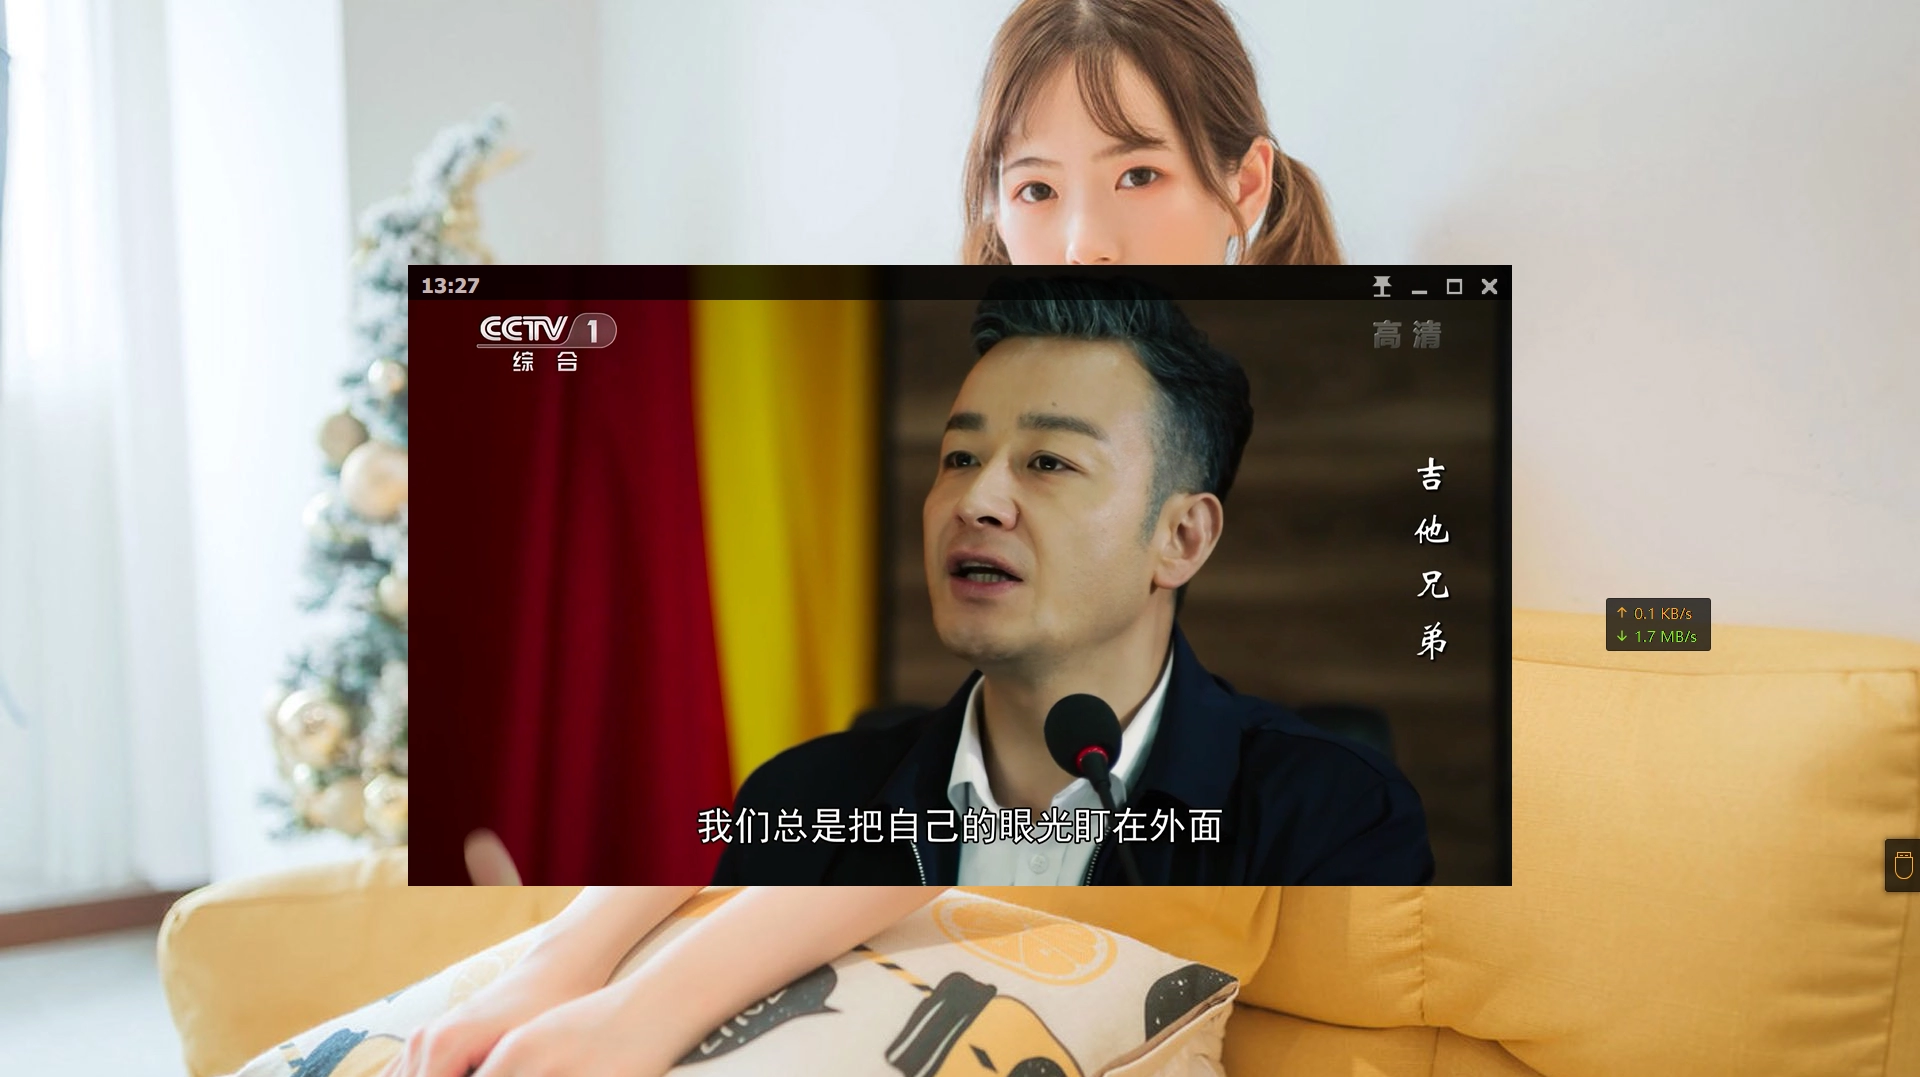 13:27
CCTV 1
综合
高清
吉他兄弟
↑ 0.1 KB/s
↓ 1.7 MB/s
我们总是把自己的眼光盯在外面